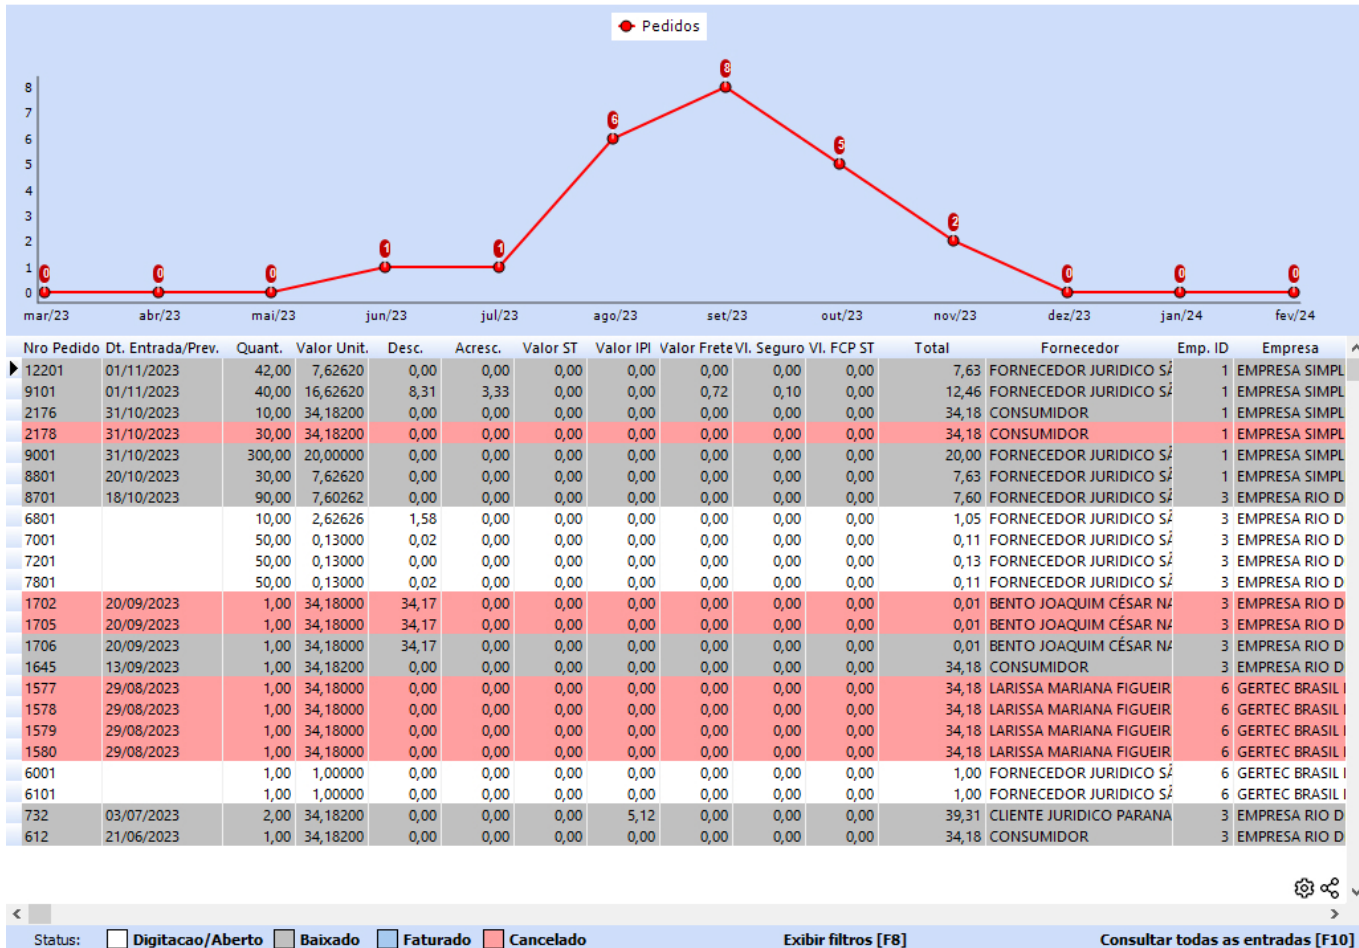 Pedidos
8
8
7
6
6
5
5
4
3
2
2
1
1
1
0
0
0
0
0
0
0
mar/23 abr/23 mai/23 jun/23 jul/23 ago/23 set/23 out/23 nov/23 dez/23 jan/24 fev/24
Nro Pedido Dt. Entrada/Prev. Quant. Valor Unit. Desc. Acresc. Valor ST Valor IPI Valor Frete Vl. Seguro Vl. FCP ST Total Fornecedor Emp. ID Empresa
12201 01/11/2023 42,00 7,62620 0,00 0,00 0,00 0,00 0,00 0,00 0,00 7,63 FORNECEDOR JURIDICO SÃ 1 EMPRESA SIMPL
9101 01/11/2023 40,00 16,62620 8,31 3,33 0,00 0,00 0,72 0,10 0,00 12,46 FORNECEDOR JURIDICO SÃ 1 EMPRESA SIMPL
2176 31/10/2023 10,00 34,18200 0,00 0,00 0,00 0,00 0,00 0,00 0,00 34,18 CONSUMIDOR 1 EMPRESA SIMPL
2178 31/10/2023 30,00 34,18200 0,00 0,00 0,00 0,00 0,00 0,00 0,00 34,18 CONSUMIDOR 1 EMPRESA SIMPL
9001 31/10/2023 300,00 20,00000 0,00 0,00 0,00 0,00 0,00 0,00 0,00 20,00 FORNECEDOR JURIDICO SÃ 1 EMPRESA SIMPL
8801 20/10/2023 30,00 7,62620 0,00 0,00 0,00 0,00 0,00 0,00 0,00 7,63 FORNECEDOR JURIDICO SÃ 1 EMPRESA SIMPL
8701 18/10/2023 90,00 7,60262 0,00 0,00 0,00 0,00 0,00 0,00 0,00 7,60 FORNECEDOR JURIDICO SÃ 3 EMPRESA RIO D
6801 10,00 2,62626 1,58 0,00 0,00 0,00 0,00 0,00 0,00 1,05 FORNECEDOR JURIDICO SÃ 3 EMPRESA RIO D
7001 50,00 0,13000 0,02 0,00 0,00 0,00 0,00 0,00 0,00 0,11 FORNECEDOR JURIDICO SÃ 3 EMPRESA RIO D
7201 50,00 0,13000 0,00 0,00 0,00 0,00 0,00 0,00 0,00 0,13 FORNECEDOR JURIDICO SÃ 3 EMPRESA RIO D
7801 50,00 0,13000 0,02 0,00 0,00 0,00 0,00 0,00 0,00 0,11 FORNECEDOR JURIDICO SÃ 3 EMPRESA RIO D
1702 20/09/2023 1,00 34,18000 34,17 0,00 0,00 0,00 0,00 0,00 0,00 0,01 BENTO JOAQUIM CÉSAR NA 3 EMPRESA RIO D
1705 20/09/2023 1,00 34,18000 34,17 0,00 0,00 0,00 0,00 0,00 0,00 0,01 BENTO JOAQUIM CÉSAR NA 3 EMPRESA RIO D
1706 20/09/2023 1,00 34,18000 34,17 0,00 0,00 0,00 0,00 0,00 0,00 0,01 BENTO JOAQUIM CÉSAR NA 3 EMPRESA RIO D
1645 13/09/2023 1,00 34,18200 0,00 0,00 0,00 0,00 0,00 0,00 0,00 34,18 CONSUMIDOR 3 EMPRESA RIO D
1577 29/08/2023 1,00 34,18000 0,00 0,00 0,00 0,00 0,00 0,00 0,00 34,18 LARISSA MARIANA FIGUEIR 6 GERTEC BRASIL
1578 29/08/2023 1,00 34,18000 0,00 0,00 0,00 0,00 0,00 0,00 0,00 34,18 LARISSA MARIANA FIGUEIR 6 GERTEC BRASIL
1579 29/08/2023 1,00 34,18000 0,00 0,00 0,00 0,00 0,00 0,00 0,00 34,18 LARISSA MARIANA FIGUEIR 6 GERTEC BRASIL
1580 29/08/2023 1,00 34,18000 0,00 0,00 0,00 0,00 0,00 0,00 0,00 34,18 LARISSA MARIANA FIGUEIR 6 GERTEC BRASIL
6001 1,00 1,00000 0,00 0,00 0,00 0,00 0,00 0,00 0,00 1,00 FORNECEDOR JURIDICO SÃ 6 GERTEC BRASIL
6101 1,00 1,00000 0,00 0,00 0,00 0,00 0,00 0,00 0,00 1,00 FORNECEDOR JURIDICO SÃ 6 GERTEC BRASIL
732 03/07/2023 2,00 34,18200 0,00 0,00 0,00 5,12 0,00 0,00 0,00 39,31 CLIENTE JURIDICO PARANA 3 EMPRESA RIO D
612 21/06/2023 1,00 34,18200 0,00 0,00 0,00 0,00 0,00 0,00 0,00 34,18 CONSUMIDOR 3 EMPRESA RIO D
Status: Digitacao/Aberto Baixado Faturado Cancelado Exibir filtros [F8] Consultar todas as entradas [F10]